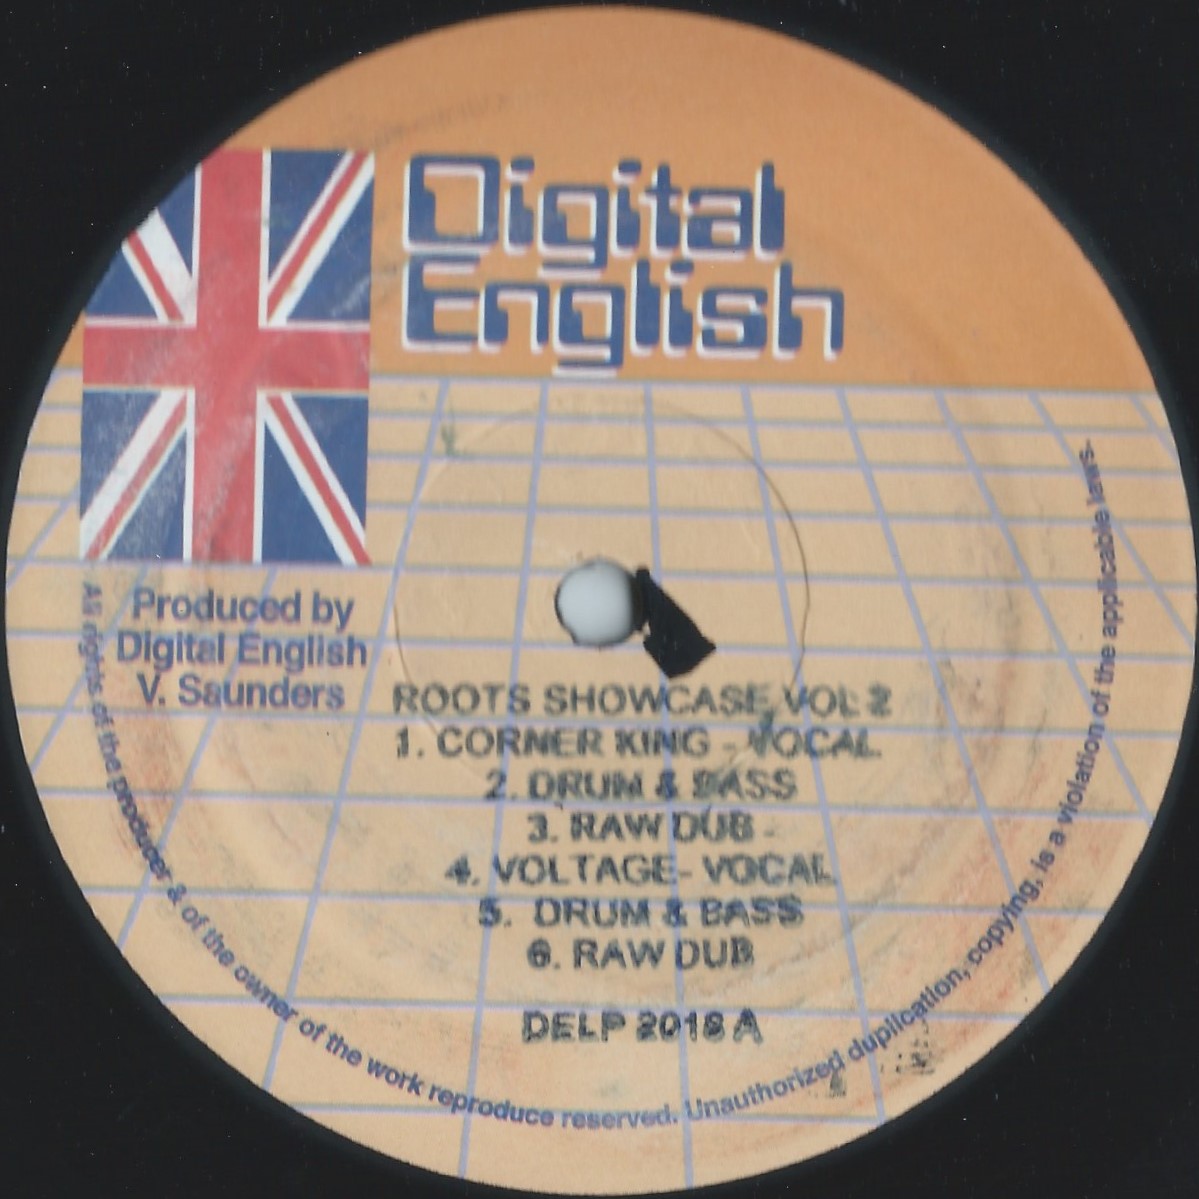 Digital
English
Produced by
Digital English
V. Saunders
ROOTS SHOWCASE VOL 2
1. CORNER KING - VOCAL
2. DRUM & BASS
3. RAW DUB -
4. VOLTAGE- VOCAL
5. DRUM & BASS
6. RAW DUB
DELP 2018 A
All rights of the producer & of the owner of the work reproduce reserved. Unauthorized duplication, copying, is a violation of the applicable laws-